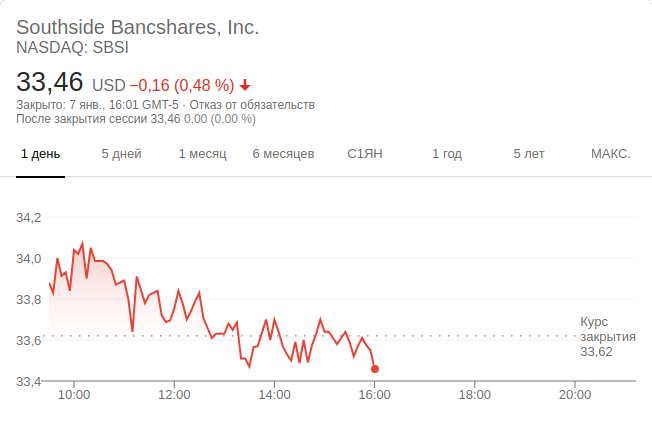 Southside Bancshares, Inc.
NASDAQ: SBSI
33,46 USD −0,16 (0,48 %)
Закрыто: 7 янв., 16:01 GMT-5 · Отказ от обязательств
После закрытия сессии 33,46 0,00 (0,00 %)
1 день 5 дней 1 месяц 6 месяцев С1ЯН 1 год 5 лет МАКС.
34,2
34,0
33,8
33,6
33,4
Курс
закрытия
33,62
10:00 12:00 14:00 16:00 18:00 20:00